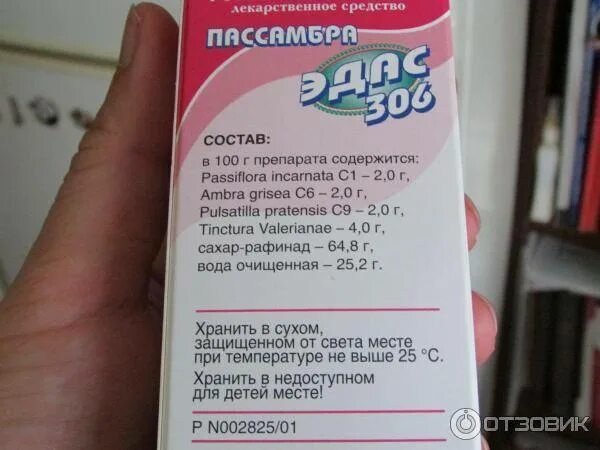 лекарственное средство
ПАССАМБРА
ЭДАС
306
СОСТАВ:
в 100 г препарата содержится:
Passiflora incarnata C1 – 2,0 г,
Ambra grisea C6 – 2,0 г,
Pulsatilla pratensis C9 – 2,0 г,
Tinctura Valerianae – 4,0 г,
сахар-рафинад – 64,8 г,
вода очищенная – 25,2 г.
Хранить в сухом,
защищенном от света месте
при температуре не выше 25 °C.
Хранить в недоступном
для детей месте!
Р N002825/01
ОТЗОВИК